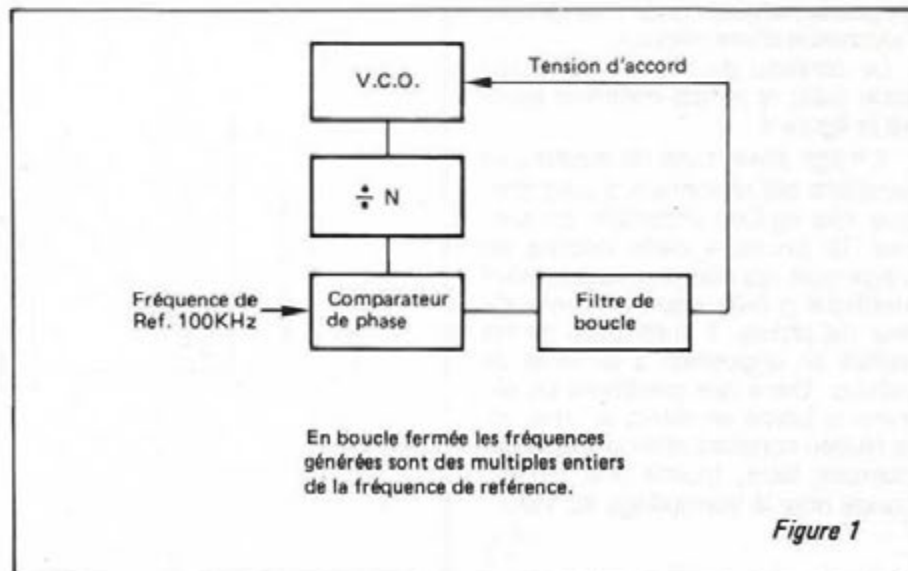 V.C.O.
Tension d'accord
÷ N
Fréquence de
Ref. 100KHz
Comparateur
de phase
Filtre de
boucle
En boucle fermée les fréquences
générées sont des multiples entiers
de la fréquence de reférence.
Figure 1